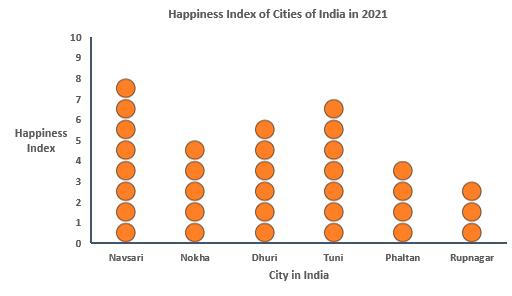 Happiness Index of Cities of India in 2021
10
9
8
7
6
5
4
3
2
1
0
Happiness
Index
Navsari Nokha Dhuri Tuni Phaltan Rupnagar
City in India